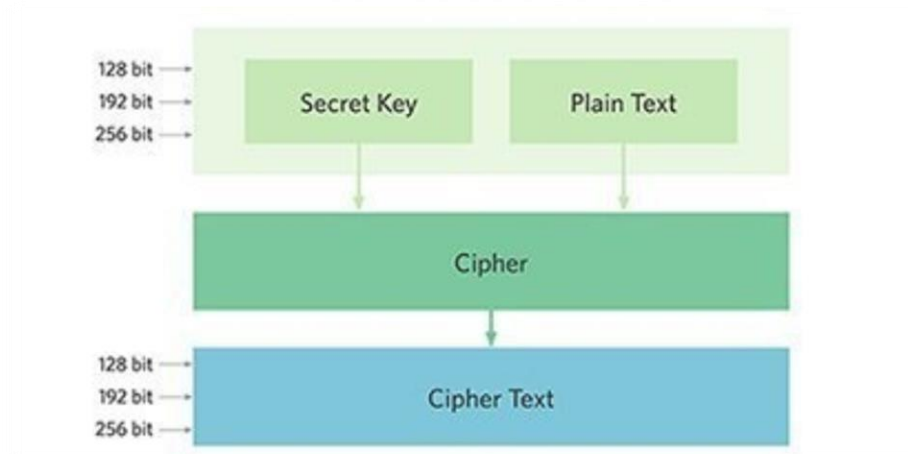 128 bit
192 bit
256 bit
Secret Key
Plain Text
Cipher
128 bit
192 bit
256 bit
Cipher Text